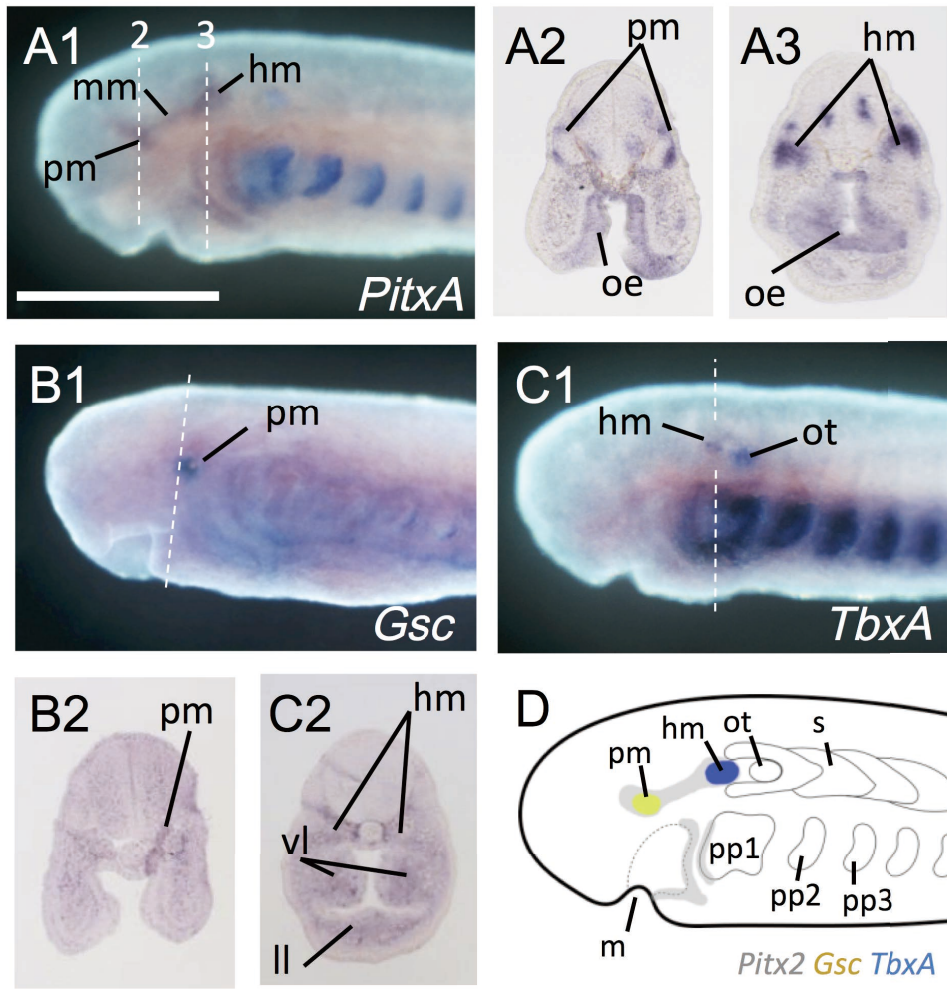 A1
2
3
mm
hm
pm
PitxA
A2
pm
oe
A3
hm
oe
B1
pm
Gsc
C1
hm
ot
TbxA
B2
pm
C2
hm
vl
ll
D
pm
hm
ot
s
pp1
pp2
pp3
m
Pitx2 Gsc TbxA